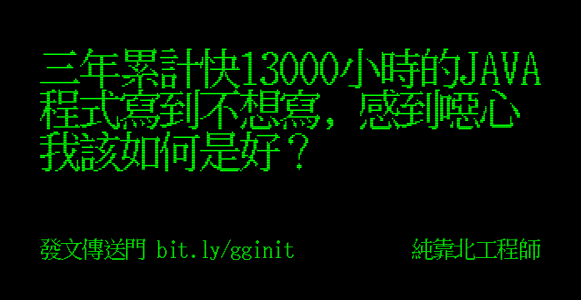 三年累計快13000小時的JAVA
程式寫到不想寫，感到噁心
我該如何是好？
發文傳送門 bit.ly/gginit
純靠北工程師